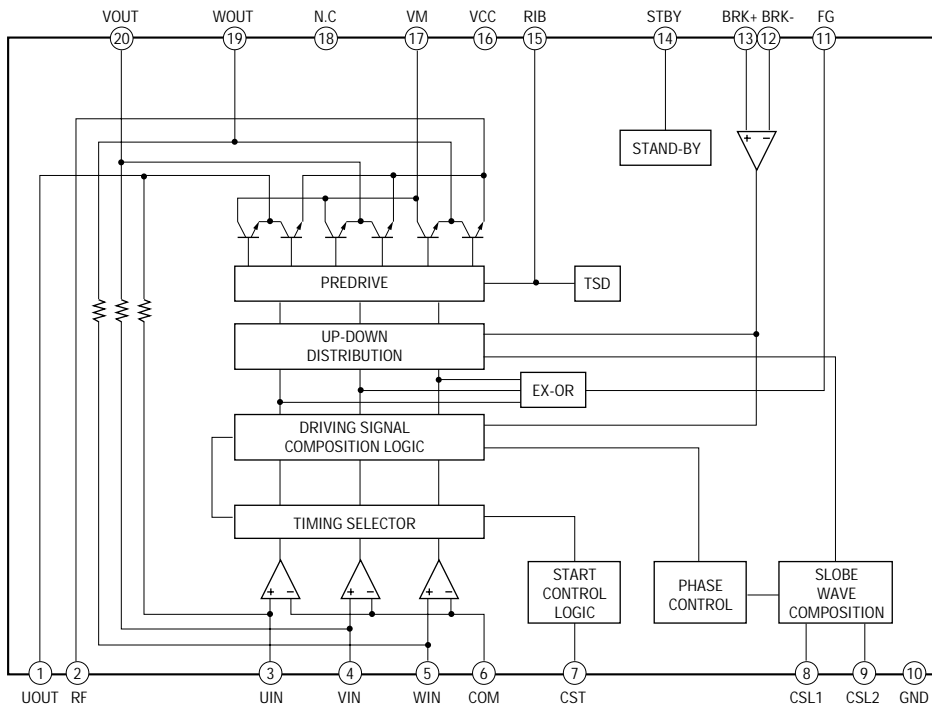 VOUT WOUT N.C VM VCC RIB STBY BRK+ BRK- FG
20 19 18 17 16 15 14 13 12 11
+ −
STAND-BY
PREDRIVE
TSD
UP-DOWN
DISTRIBUTION
EX-OR
DRIVING SIGNAL
COMPOSITION LOGIC
TIMING SELECTOR
START
CONTROL
LOGIC
PHASE
CONTROL
SLOBE
WAVE
COMPOSITION
+ − + − + −
1 2 3 4 5 6 7 8 9 10
UOUT RF UIN VIN WIN COM CST CSL1 CSL2 GND